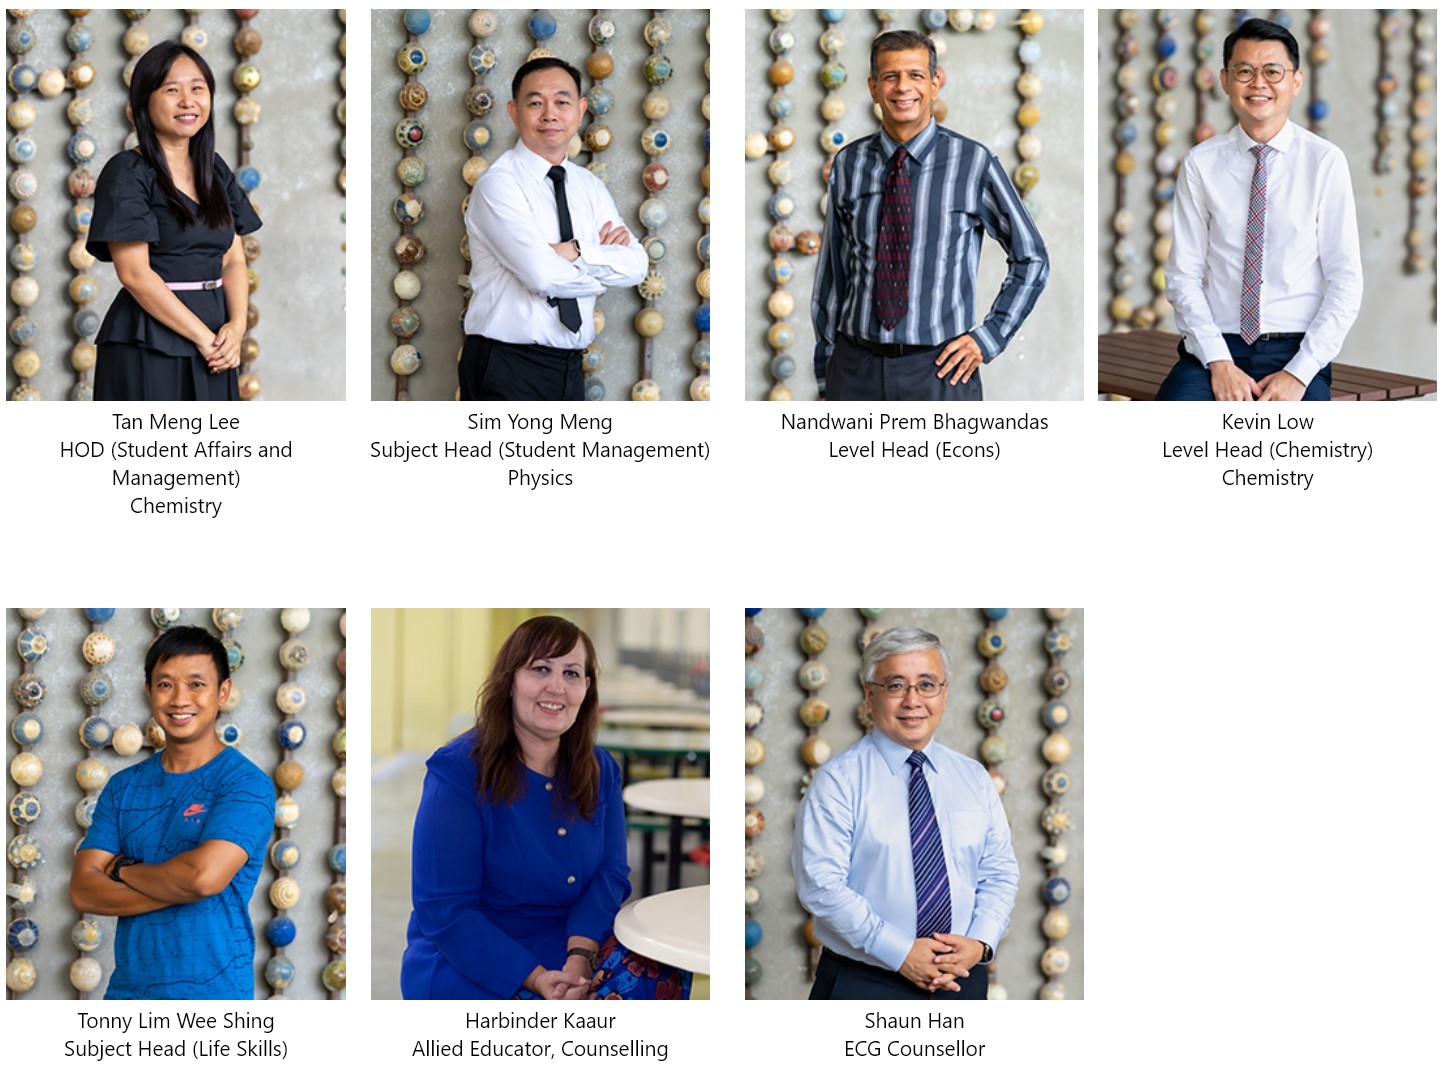 Tan Meng Lee
HOD (Student Affairs and
Management)
Chemistry
Sim Yong Meng
Subject Head (Student Management)
Physics
Nandwani Prem Bhagwandas
Level Head (Econs)
Kevin Low
Level Head (Chemistry)
Chemistry
Tonny Lim Wee Shing
Subject Head (Life Skills)
Harbinder Kaaur
Allied Educator, Counselling
Shaun Han
ECG Counsellor